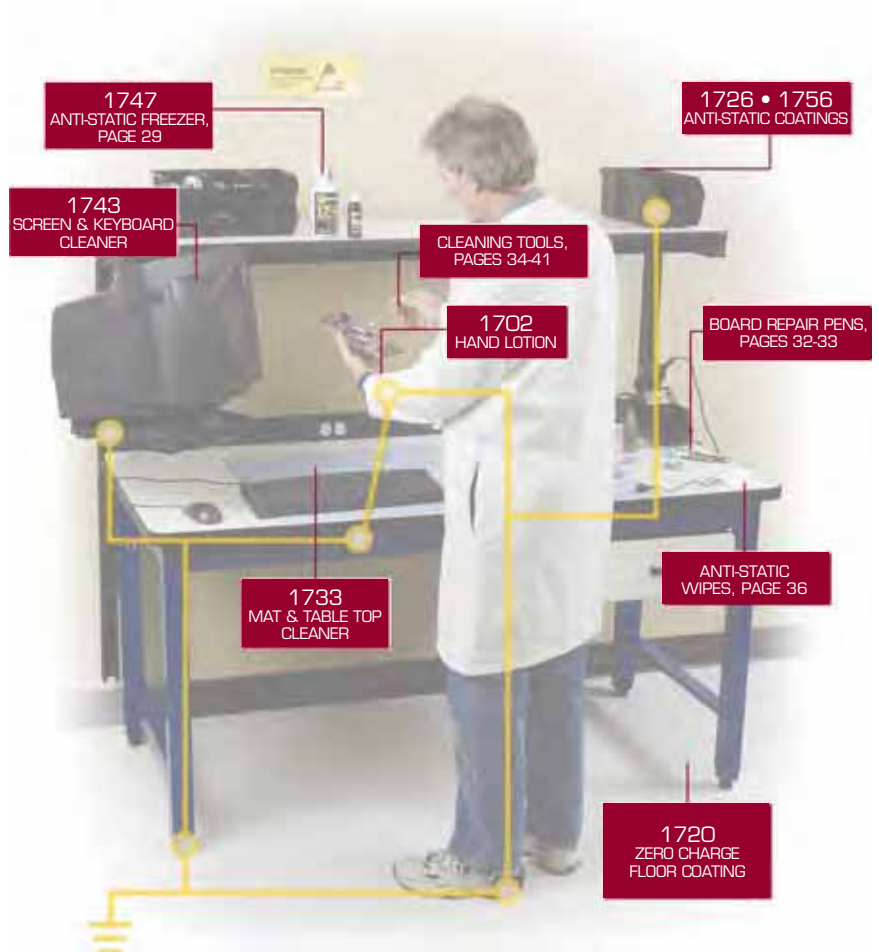 1747
ANTI-STATIC FREEZER,
PAGE 29
1726 • 1756
ANTI-STATIC COATINGS
1743
SCREEN & KEYBOARD
CLEANER
CLEANING TOOLS,
PAGES 34-41
1702
HAND LOTION
BOARD REPAIR PENS,
PAGES 32-33
ANTI-STATIC
WIPES, PAGE 36
1733
MAT & TABLE TOP
CLEANER
1720
ZERO CHARGE
FLOOR COATING